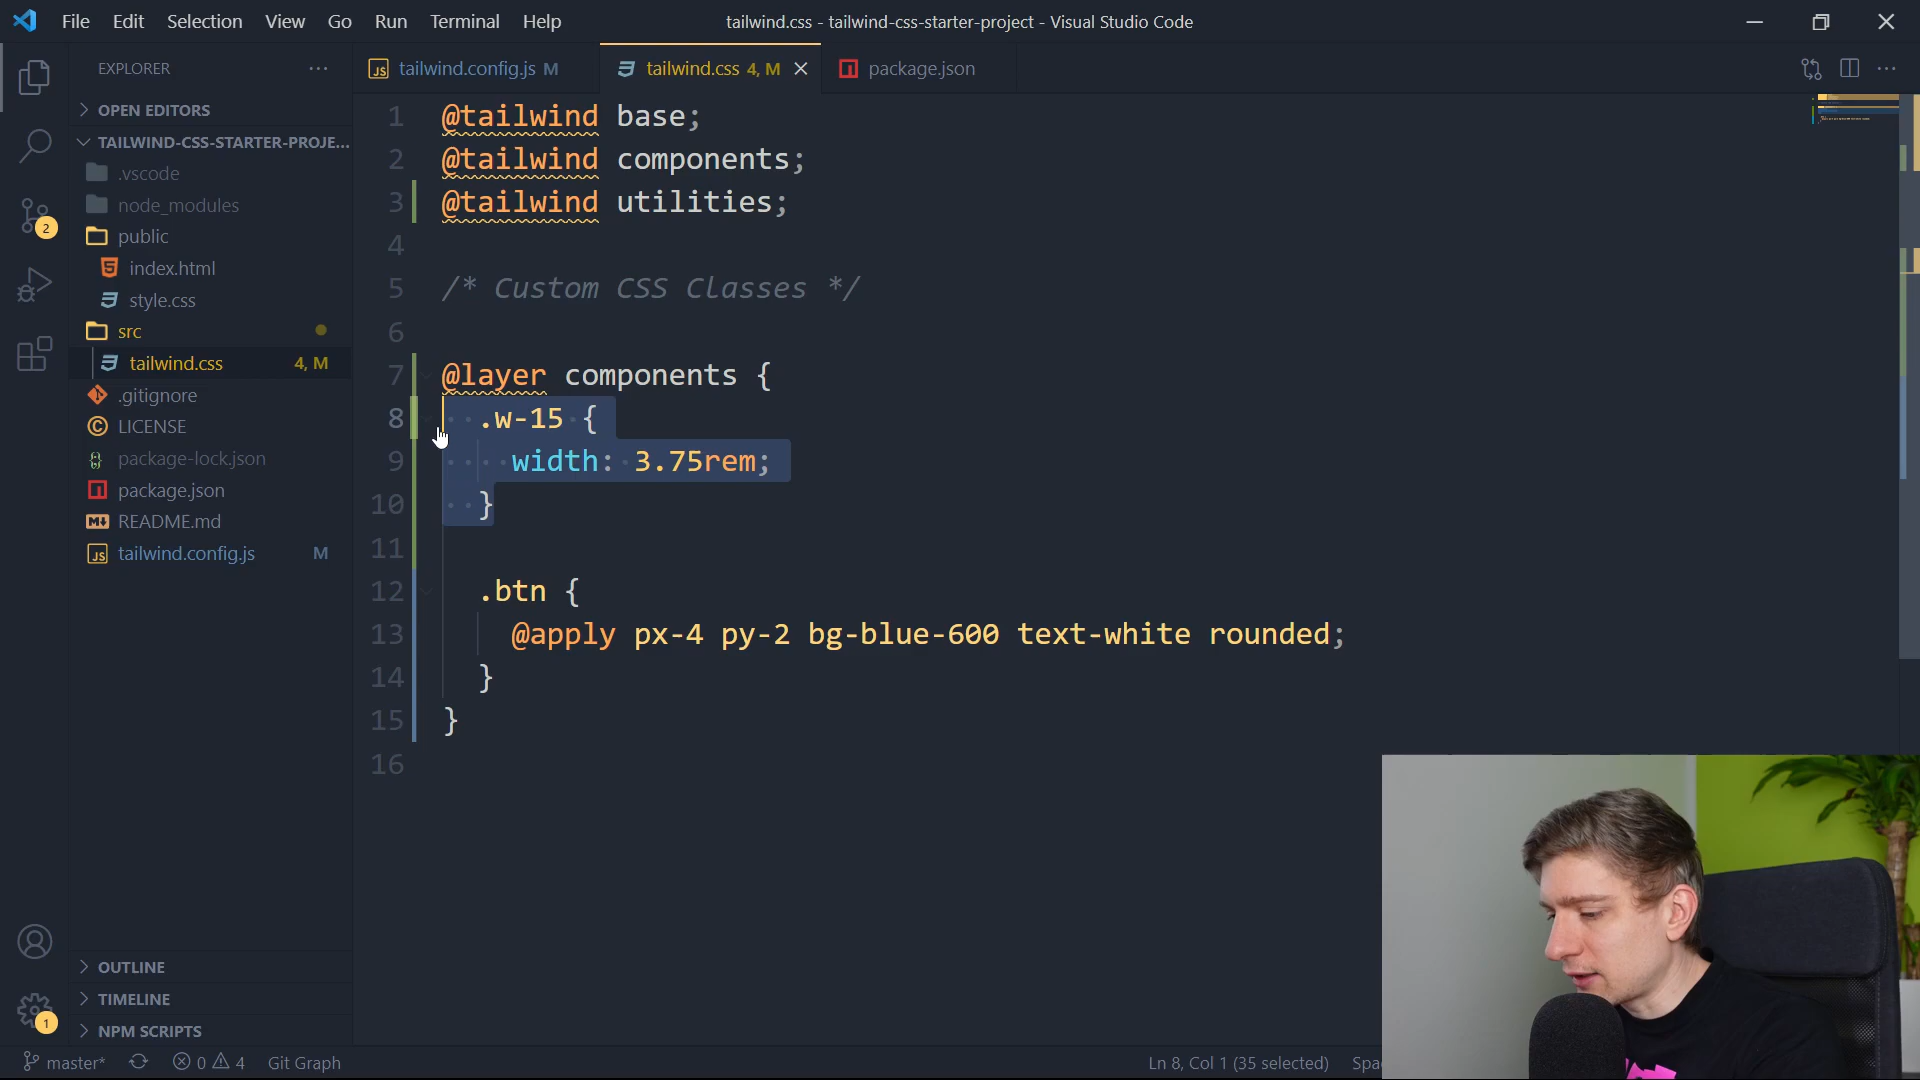 File Edit Selection View Go Run Terminal Help
tailwind.css - tailwind-css-starter-project - Visual Studio Code
EXPLORER
OPEN EDITORS
TAILWIND-CSS-STARTER-PROJE...
.vscode
node_modules
public
index.html
style.css
src
tailwind.css 4, M
.gitignore
LICENSE
package-lock.json
package.json
README.md
tailwind.config.js M
OUTLINE
TIMELINE
NPM SCRIPTS
2
1
tailwind.config.js M
tailwind.css 4, M
package.json
1 @tailwind base;
2 @tailwind components;
3 @tailwind utilities;
4
5 /* Custom CSS Classes */
6
7 @layer components {
8 .w-15 {
9 width: 3.75rem;
10 }
11
12 .btn {
13 @apply px-4 py-2 bg-blue-600 text-white rounded;
14 }
15 }
16
master* 0 4 Git Graph
Ln 8, Col 1 (35 selected)